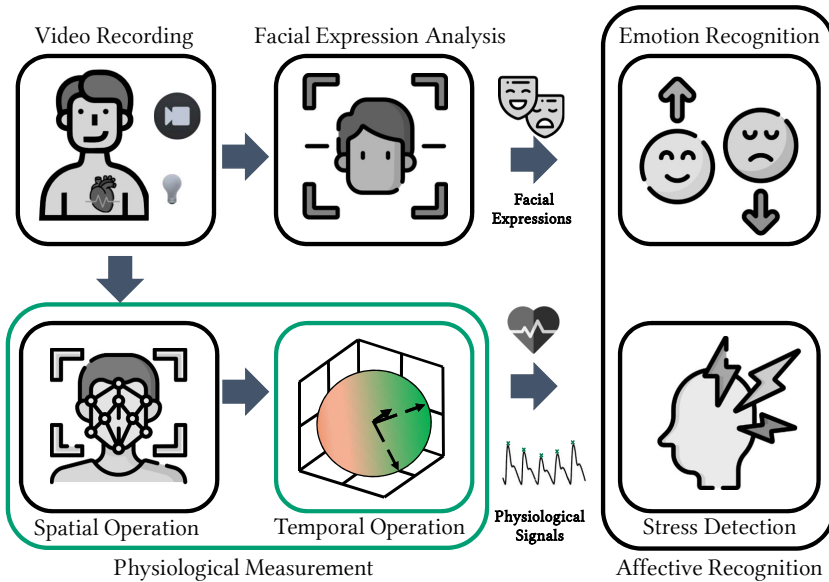 Video Recording
Facial Expression Analysis
Emotion Recognition
Facial
Expressions
Spatial Operation
Temporal Operation
Physiological
Signals
Stress Detection
Physiological Measurement
Affective Recognition